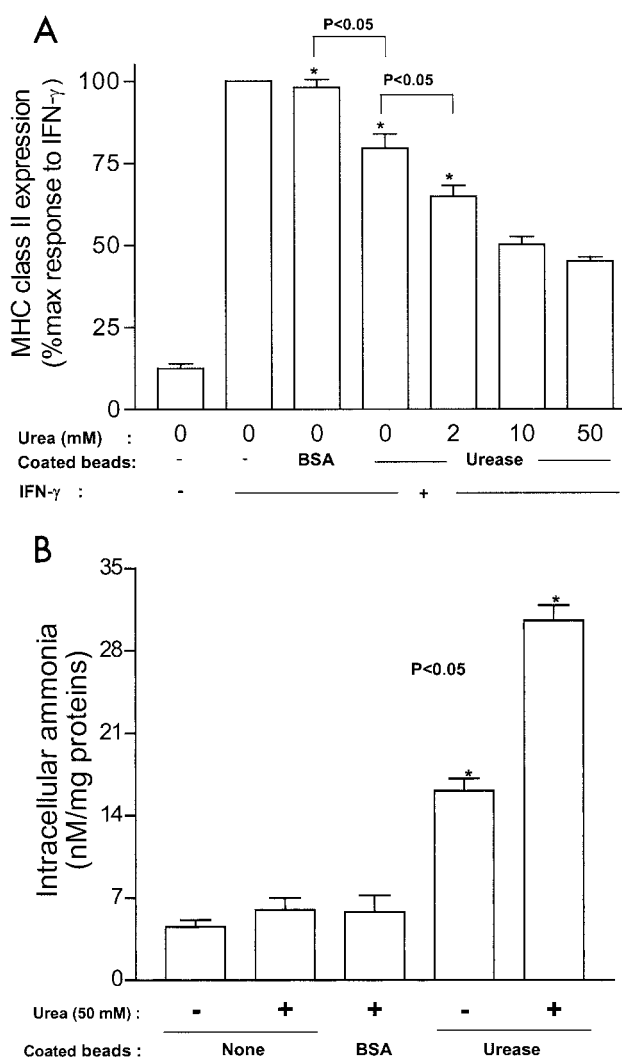 A
P<0.05
P<0.05
MHC class II expression
(%max response to IFN-γ)
100
75
50
25
0
* * *
Urea (mM) : 0 0 0 0 2 10 50
Coated beads: - - BSA Urease
IFN-γ : - +
B
Intracellular ammonia
(nM/mg proteins)
35
28
21
14
7
0
P<0.05
* *
Urea (50 mM) : - + + - +
Coated beads: None BSA Urease